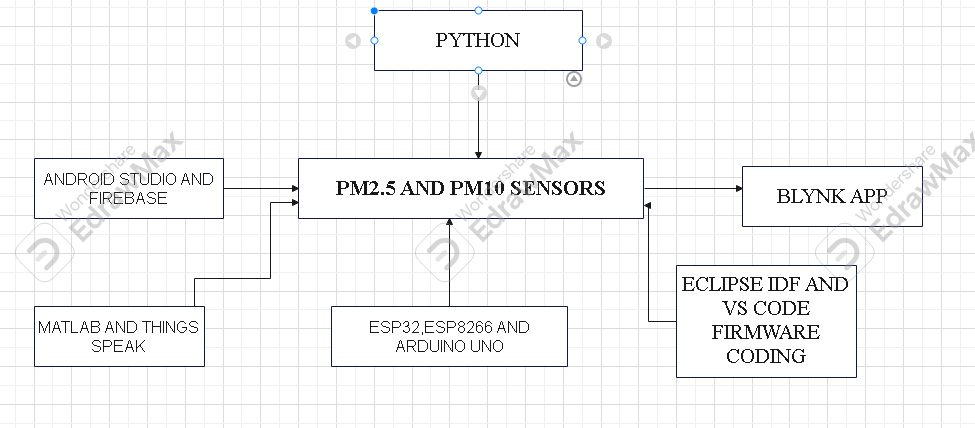 PYTHON
ANDROID STUDIO AND
FIREBASE
PM2.5 AND PM10 SENSORS
BLYNK APP
MATLAB AND THINGS
SPEAK
ESP32,ESP8266 AND
ARDUINO UNO
ECLIPSE IDF AND
VS CODE
FIRMWARE
CODING
Wondershare
EdrawMax
Wondershare
EdrawMax
Wondershare
EdrawMax